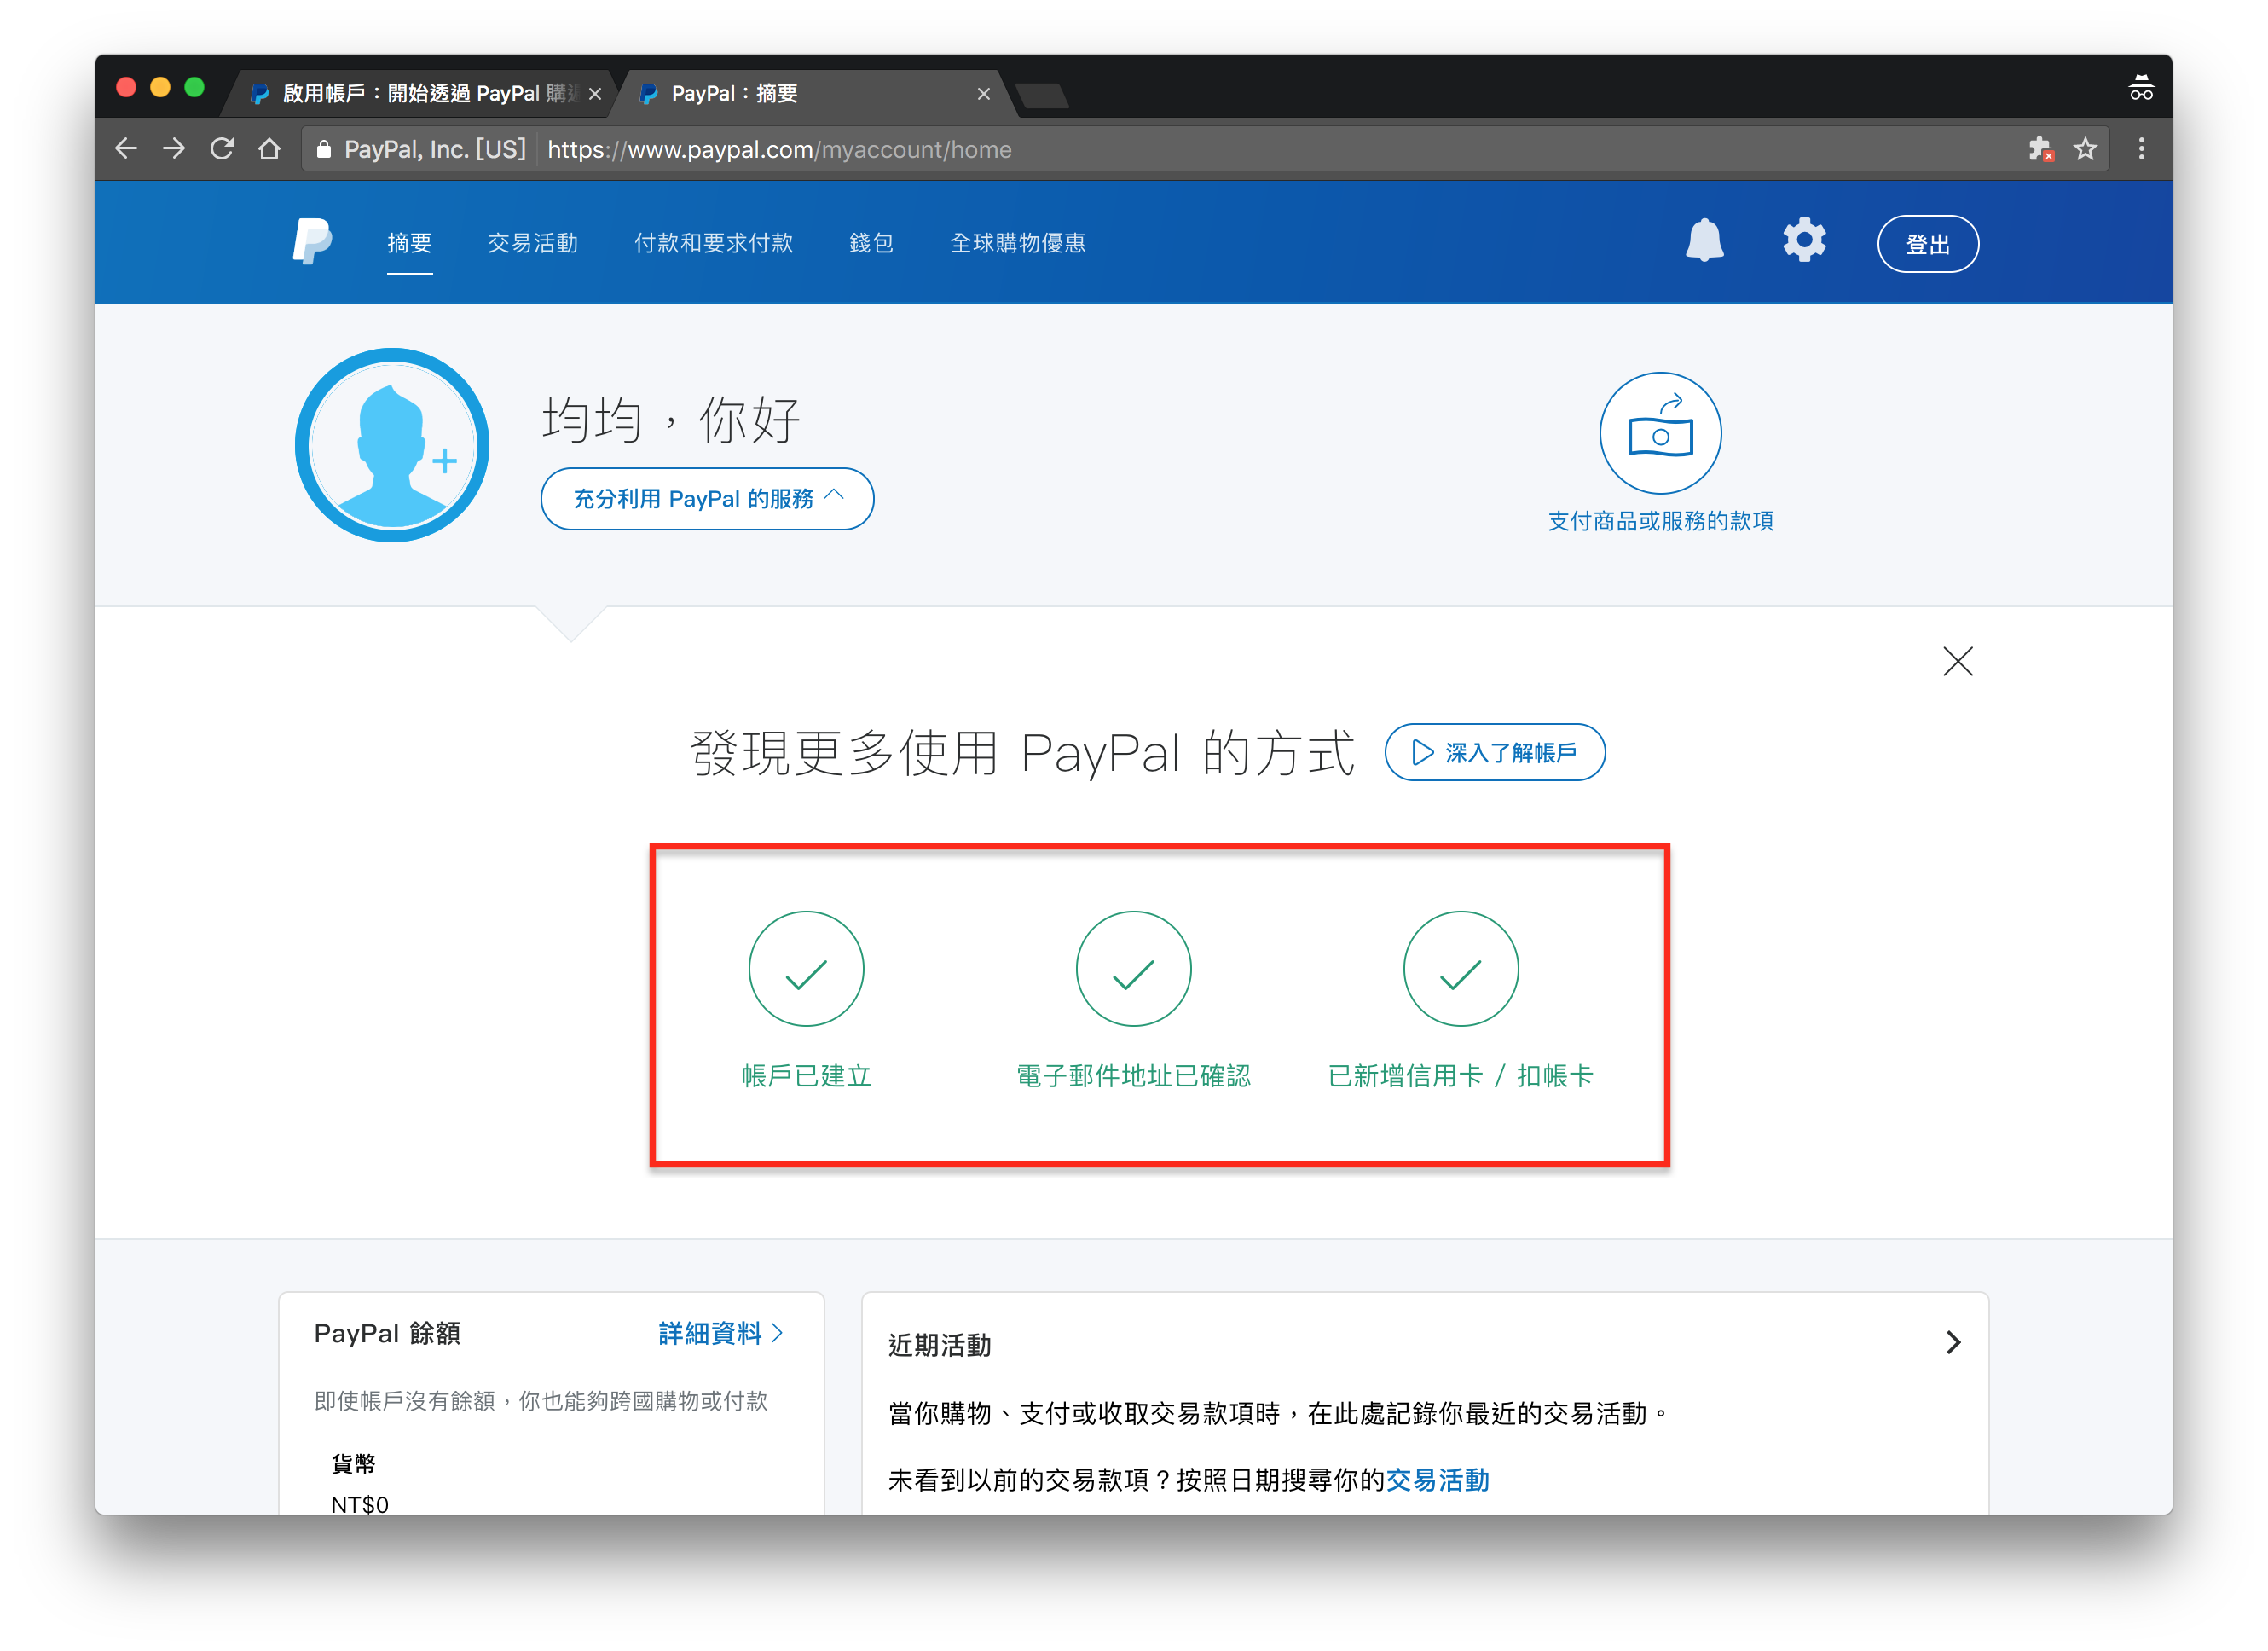 啟用帳戶：開始透過 PayPal 購
PayPal：摘要
PayPal, Inc. [US]
https://www.paypal.com/myaccount/home
摘要
交易活動
付款和要求付款
錢包
全球購物優惠
登出
均均，你好
充分利用 PayPal 的服務
支付商品或服務的款項
發現更多使用 PayPal 的方式
深入了解帳戶
帳戶已建立
電子郵件地址已確認
已新增信用卡 / 扣帳卡
PayPal 餘額
詳細資料
即使帳戶沒有餘額，你也能夠跨國購物或付款
貨幣
NT$0
近期活動
當你購物、支付或收取交易款項時，在此處記錄你最近的交易活動。
未看到以前的交易款項？按照日期搜尋你的交易活動